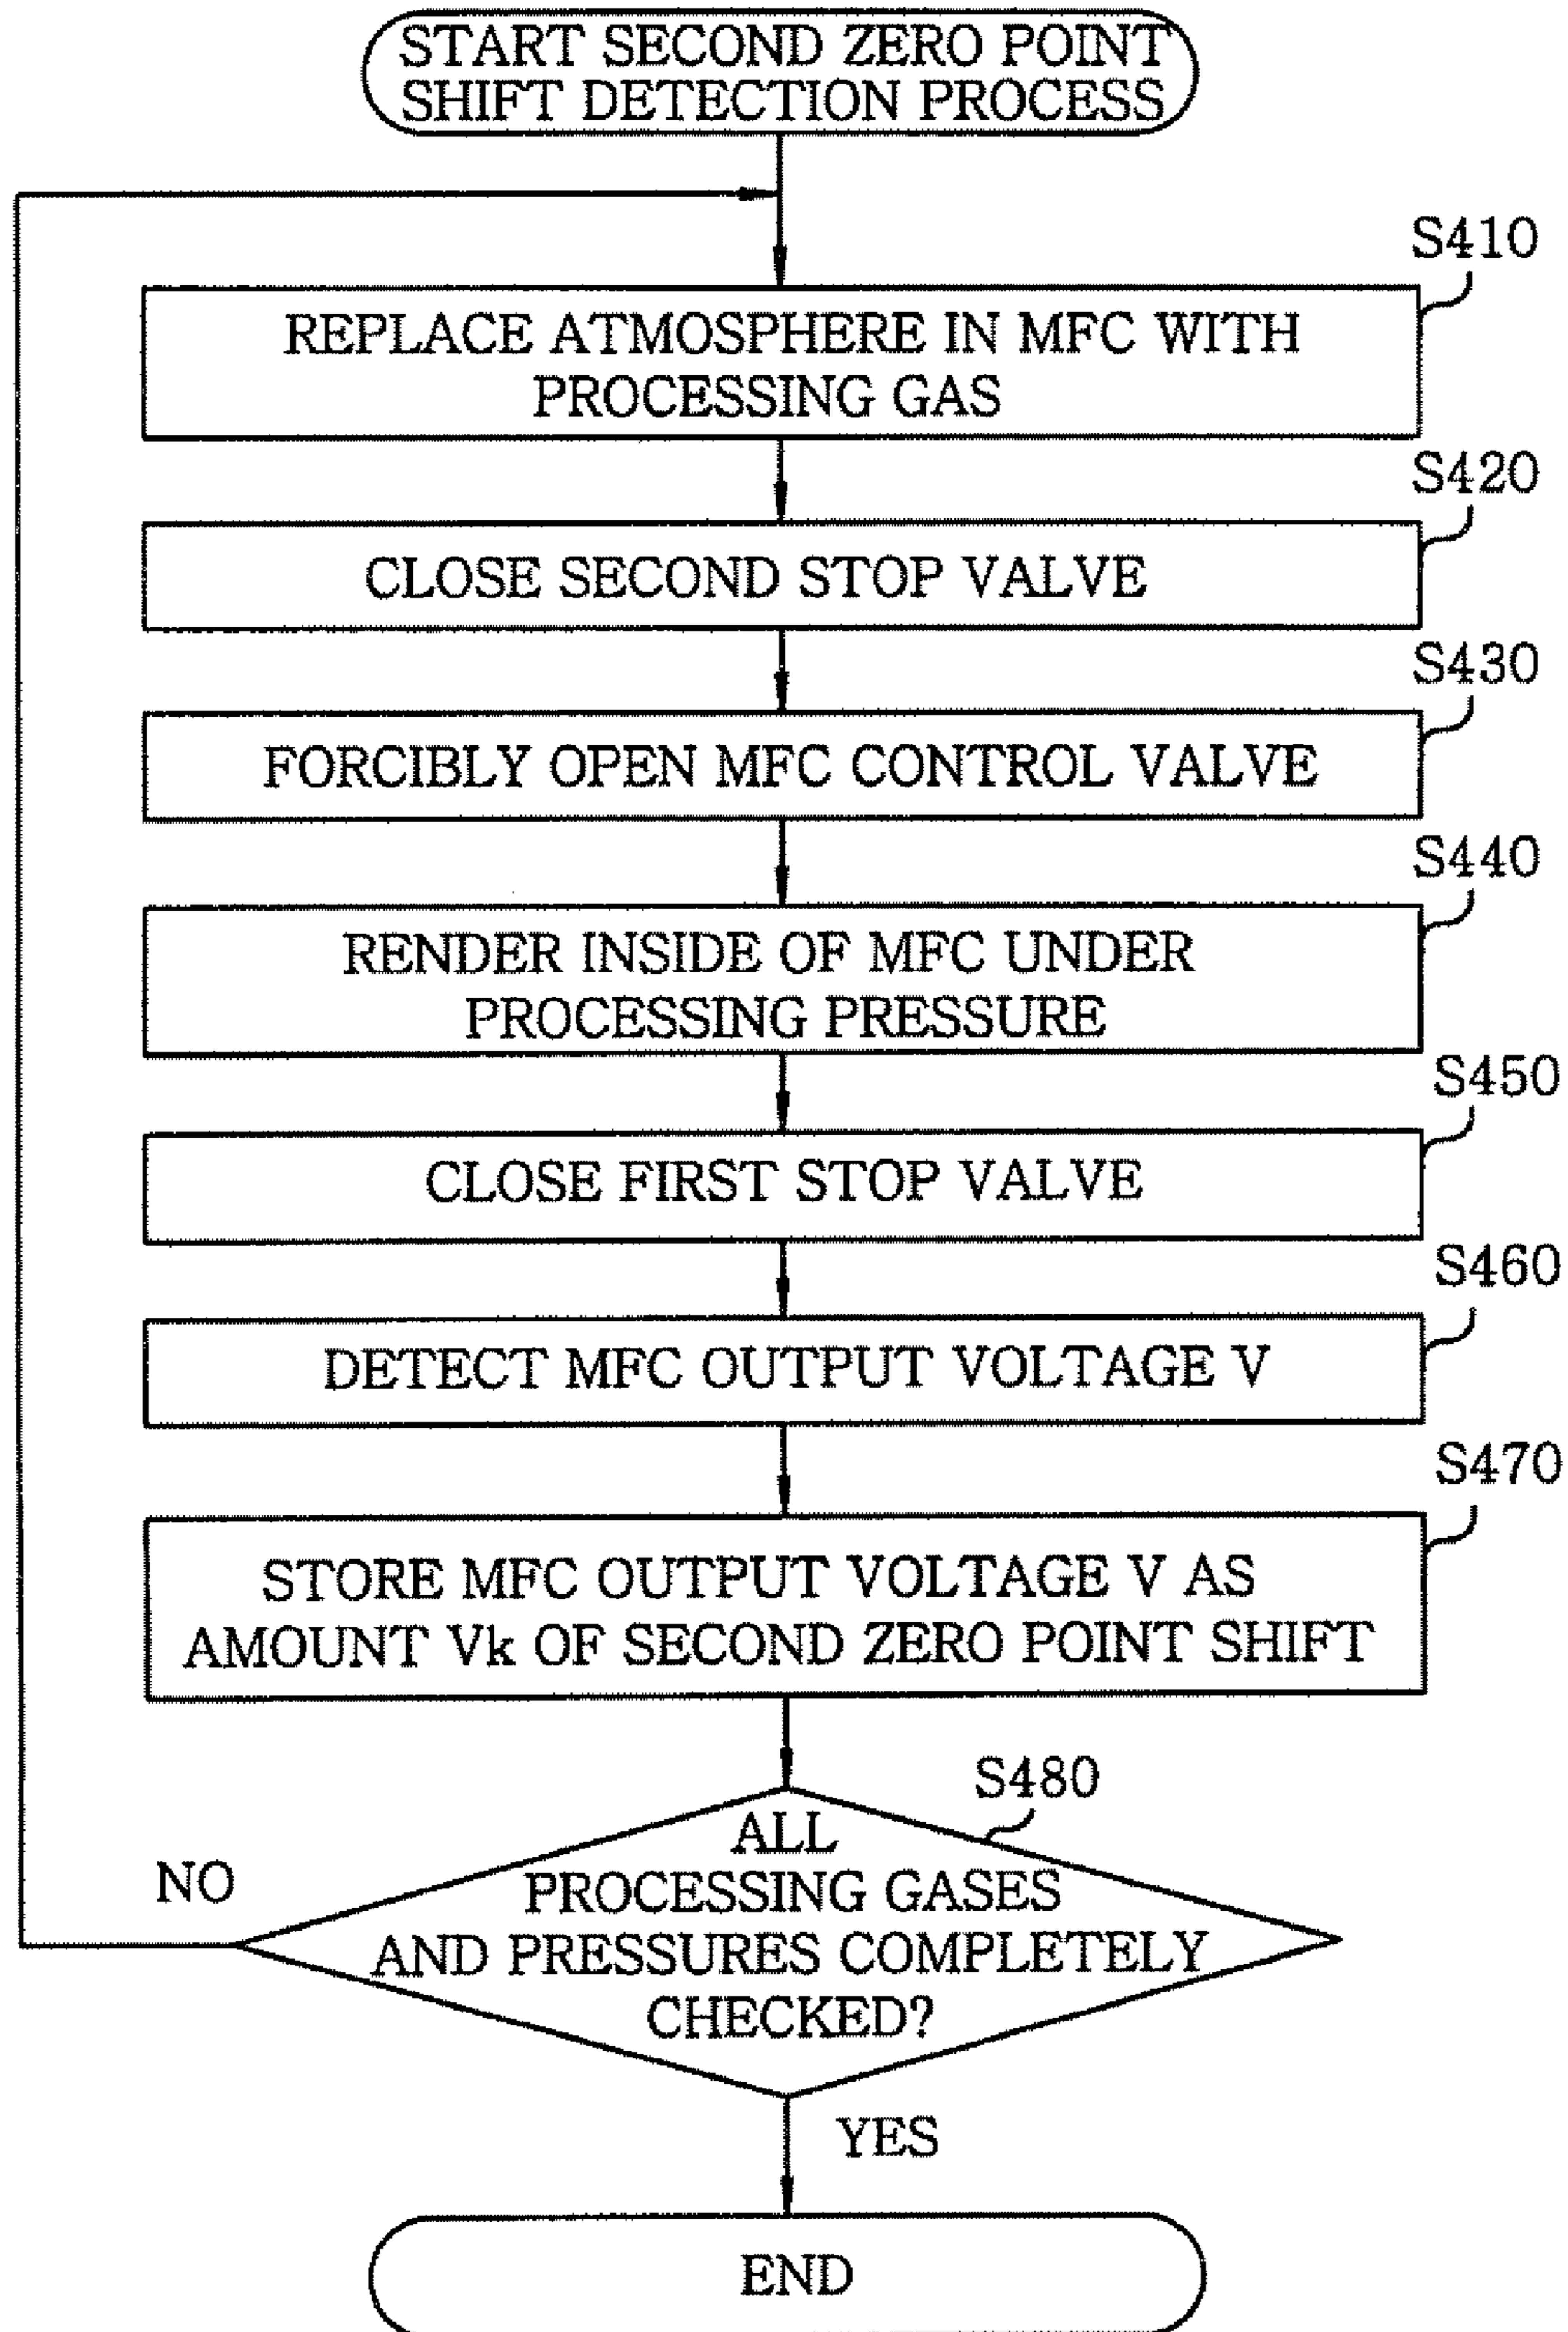 START SECOND ZERO POINT
SHIFT DETECTION PROCESS
S410
REPLACE ATMOSPHERE IN MFC WITH
PROCESSING GAS
S420
CLOSE SECOND STOP VALVE
S430
FORCIBLY OPEN MFC CONTROL VALVE
S440
RENDER INSIDE OF MFC UNDER
PROCESSING PRESSURE
S450
CLOSE FIRST STOP VALVE
S460
DETECT MFC OUTPUT VOLTAGE V
S470
STORE MFC OUTPUT VOLTAGE V AS
AMOUNT Vk OF SECOND ZERO POINT SHIFT
S480
ALL
PROCESSING GASES
AND PRESSURES COMPLETELY
CHECKED?
NO
YES
END